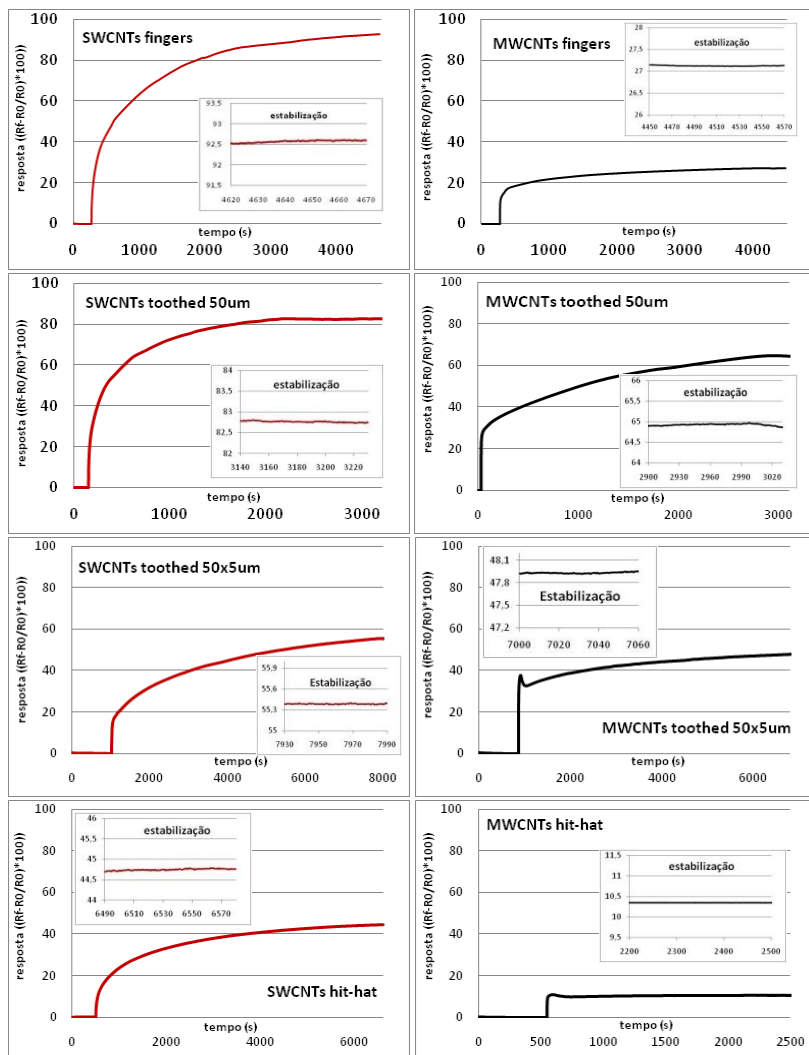 SWCNTs fingers
resposta ((Rf-R0/R0)*100))
100
80
60
40
20
0
0 1000 2000 3000 4000
tempo (s)
estabilização
93,5
93
92,5
92
91,5
4620 4630 4640 4650 4660 4670
MWCNTs fingers
resposta ((Rf-R0/R0)*100))
100
80
60
40
20
0
0 1000 2000 3000 4000
tempo (s)
estabilização
28
27,5
27
26,5
26
4450 4470 4490 4510 4530 4550 4570
SWCNTs toothed 50um
resposta ((Rf-R0/R0)*100))
100
80
60
40
20
0
0 1000 2000 3000
tempo (s)
estabilização
84
83,5
83
82,5
82
3140 3160 3180 3200 3220
MWCNTs toothed 50um
resposta ((Rf-R0/R0)*100))
100
80
60
40
20
0
0 1000 2000 3000
tempo (s)
estabilização
66
65,5
65
64,5
64
2900 2930 2960 2990 3020
SWCNTs toothed 50x5um
resposta ((Rf-R0/R0)*100))
100
80
60
40
20
0
0 2000 4000 6000 8000
tempo (s)
Estabilização
55,9
55,6
55,3
55
7930 7950 7970 7990
MWCNTs toothed 50x5um
resposta ((Rf-R0/R0)*100))
100
80
60
40
20
0
0 2000 4000 6000
tempo (s)
Estabilização
48,1
47,8
47,5
47,2
7000 7020 7040 7060
SWCNTs hit-hat
resposta ((Rf-R0/R0)*100))
100
80
60
40
20
0
0 2000 4000 6000
tempo (s)
estabilização
46
45,5
45
44,5
44
6490 6510 6530 6550 6570
MWCNTs hit-hat
resposta ((Rf-R0/R0)*100))
100
80
60
40
20
0
0 500 1000 1500 2000 2500
tempo (s)
estabilização
11,5
11
10,5
10
9,5
2200 2300 2400 2500